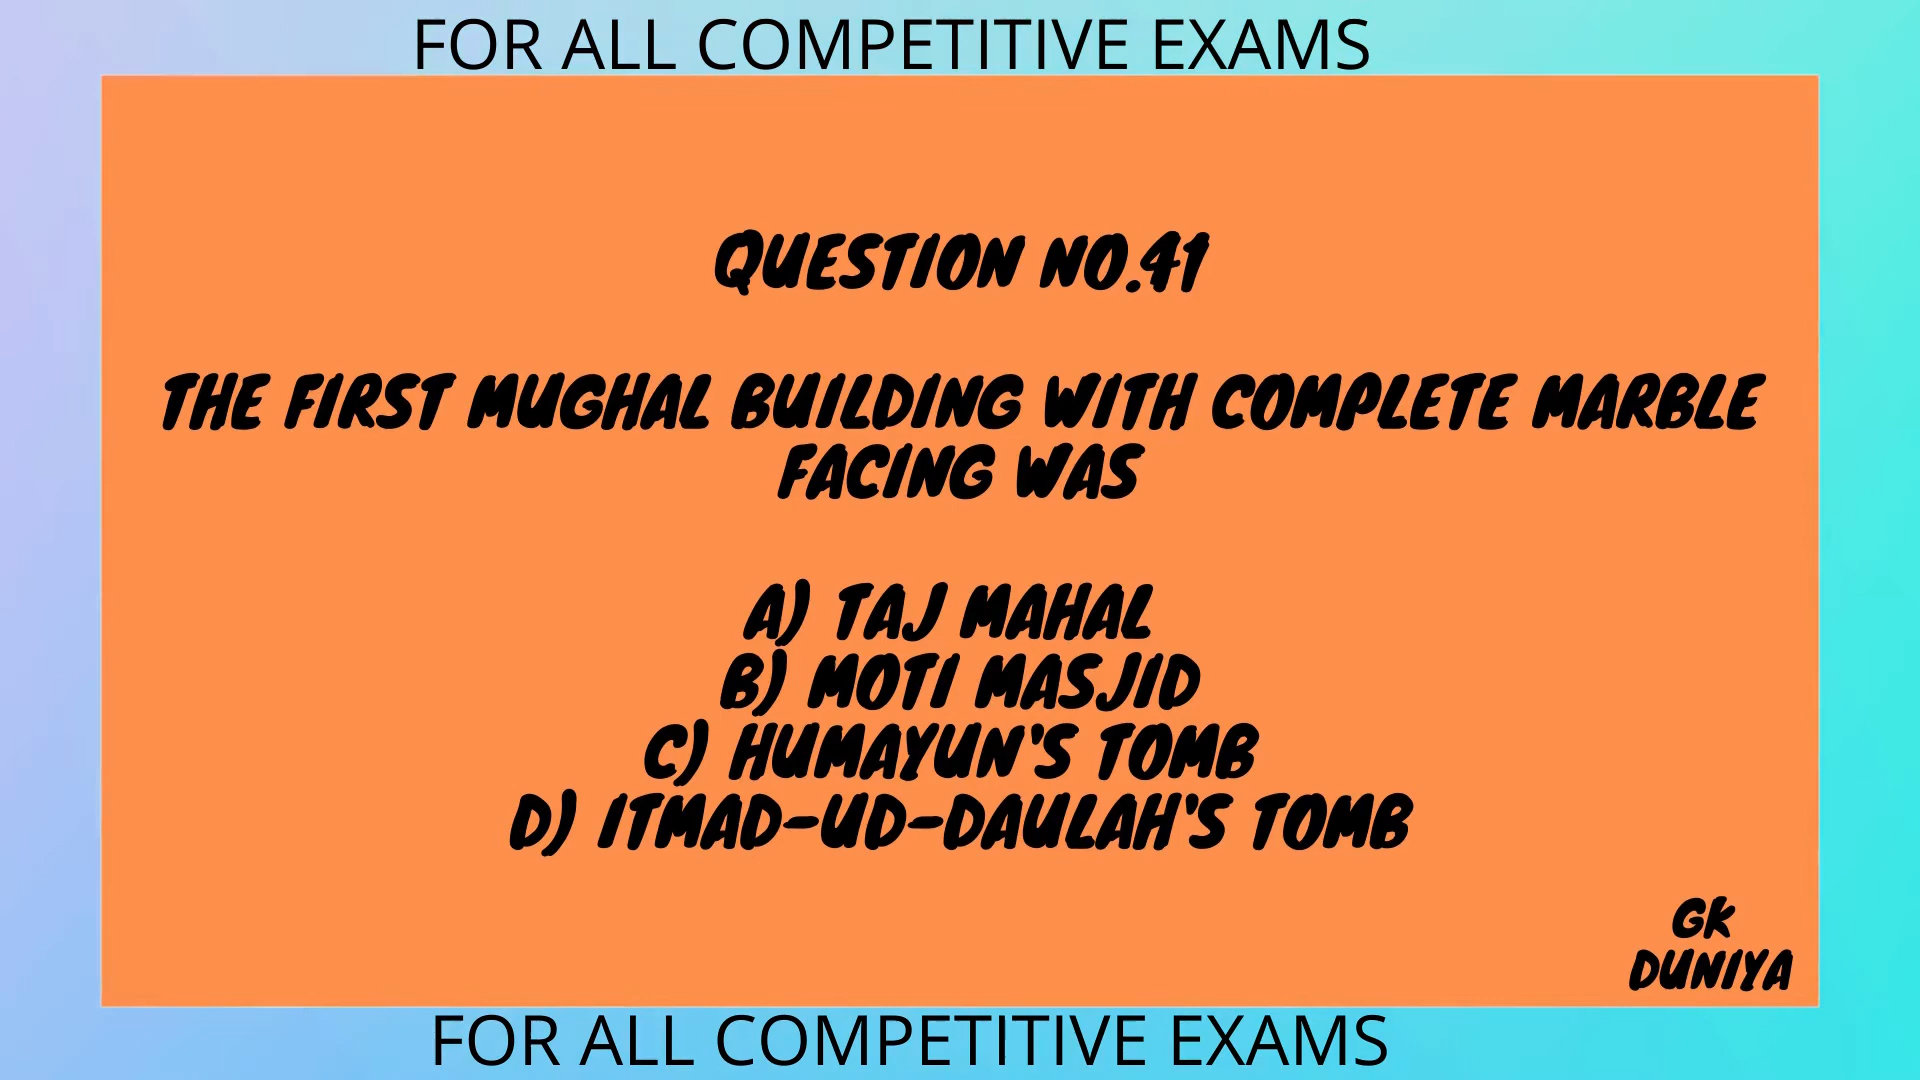 FOR ALL COMPETITIVE EXAMS
QUESTION NO.41
THE FIRST MUGHAL BUILDING WITH COMPLETE MARBLE
FACING WAS
A) TAJ MAHAL
B) MOTI MASJID
C) HUMAYUN'S TOMB
D) ITMAD-UD-DAULAH'S TOMB
GK
DUNIYA
FOR ALL COMPETITIVE EXAMS